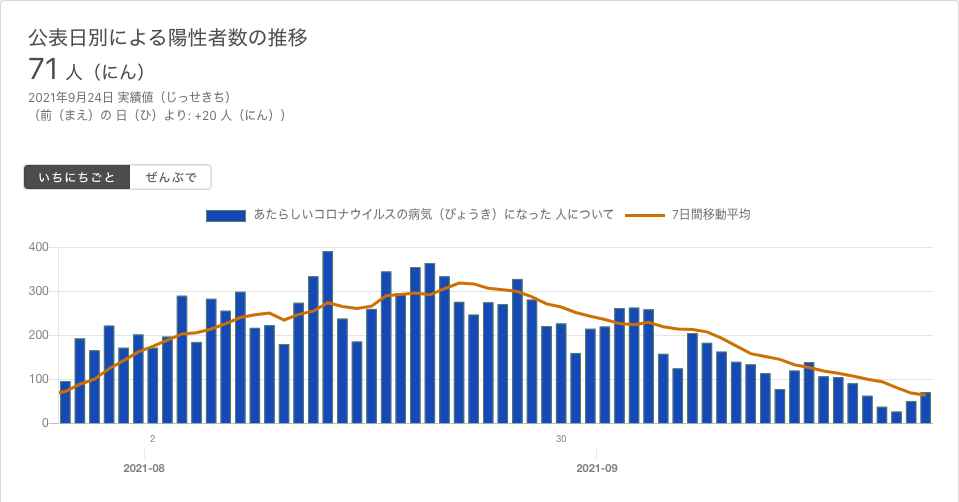 公表日別による陽性者数の推移
71 人（にん）
2021年9月24日 実績値（じっせきち）
（前（まえ）の 日（ひ）より: +20 人（にん））
いちにちごと ぜんぶで
あたらしいコロナウイルスの病気（びょうき）になった 人について 7日間移動平均
400
300
200
100
0
2 30
2021-08 2021-09